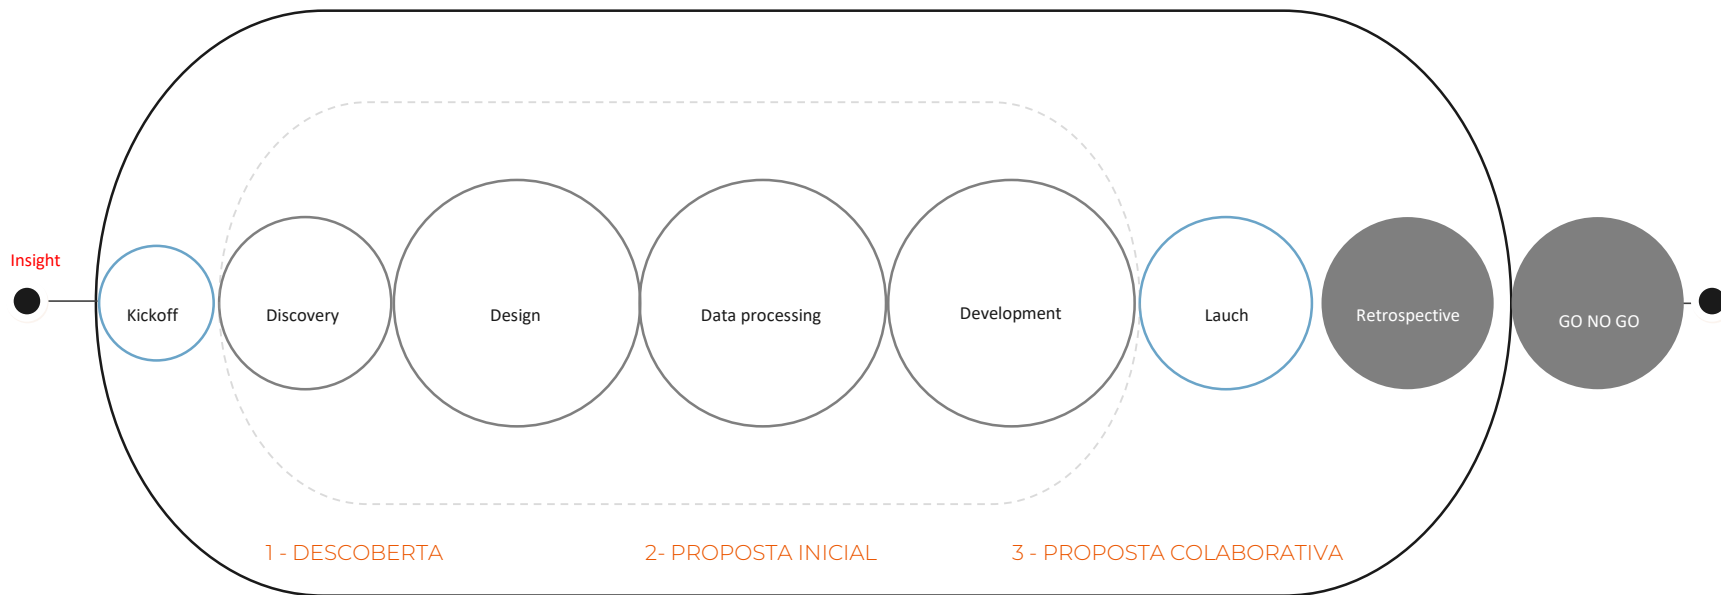 Insight
Kickoff
Discovery
Design
Data processing
Development
Lauch
Retrospective
GO NO GO
1 - DESCOBERTA
2- PROPOSTA INICIAL
3 - PROPOSTA COLABORATIVA